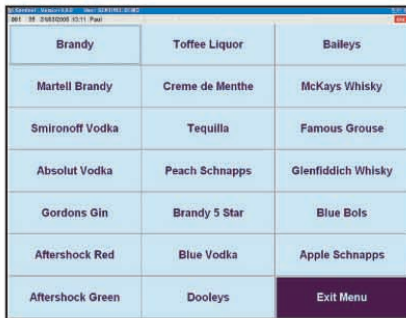 Brandy Toffee Liquor Baileys
Martell Brandy Creme de Menthe McKays Whisky
Smironoff Vodka Tequilla Famous Grouse
Absolut Vodka Peach Schnapps Glenfiddich Whisky
Gordons Gin Brandy 5 Star Blue Bols
Aftershock Red Blue Vodka Apple Schnapps
Aftershock Green Dooleys Exit Menu